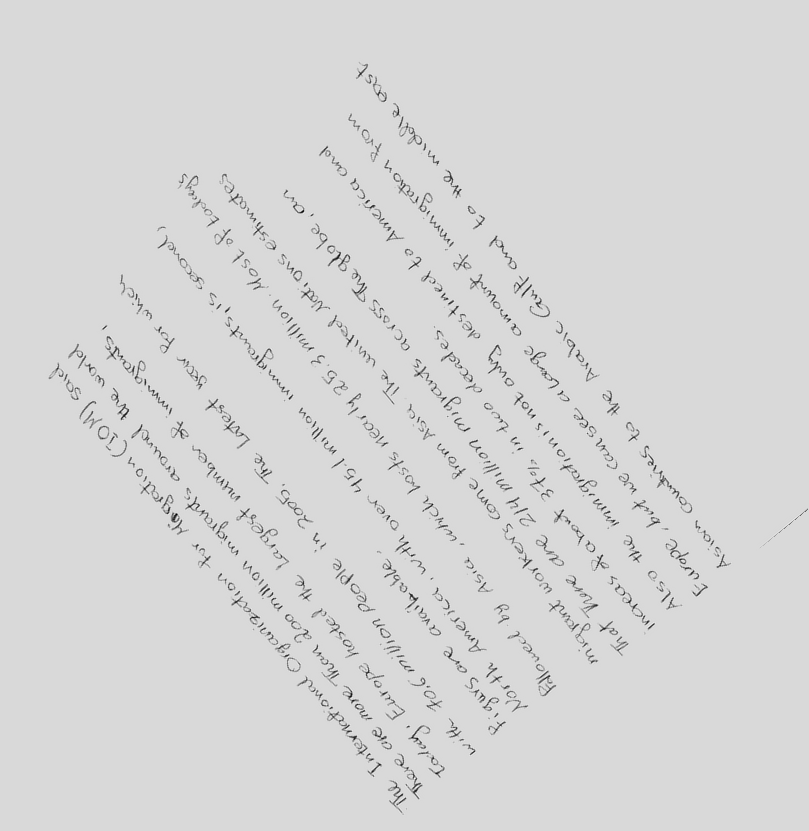 The International Organization for Migration (IOM) said
There are more Than 200 million migrants around the world
today. Europe hosted the Largest number of immigrants,
with 70.6 million people in 2005, The Latest year for which
figurs are available.
North America, with over 45.1 million immigrants, is second,
followed by Asia, which hosts nearly 25.3 million. Most of today's
migrant workers come from Asia. The united Nations estimates
That there are 214 million migrants across The globe, an
increas of about 37% in two decades.
Also the immigration is not only destined to America and
Europe, but we can see a large amount of immigration from
Asian countries to the Arabic Gulf and to the middle east